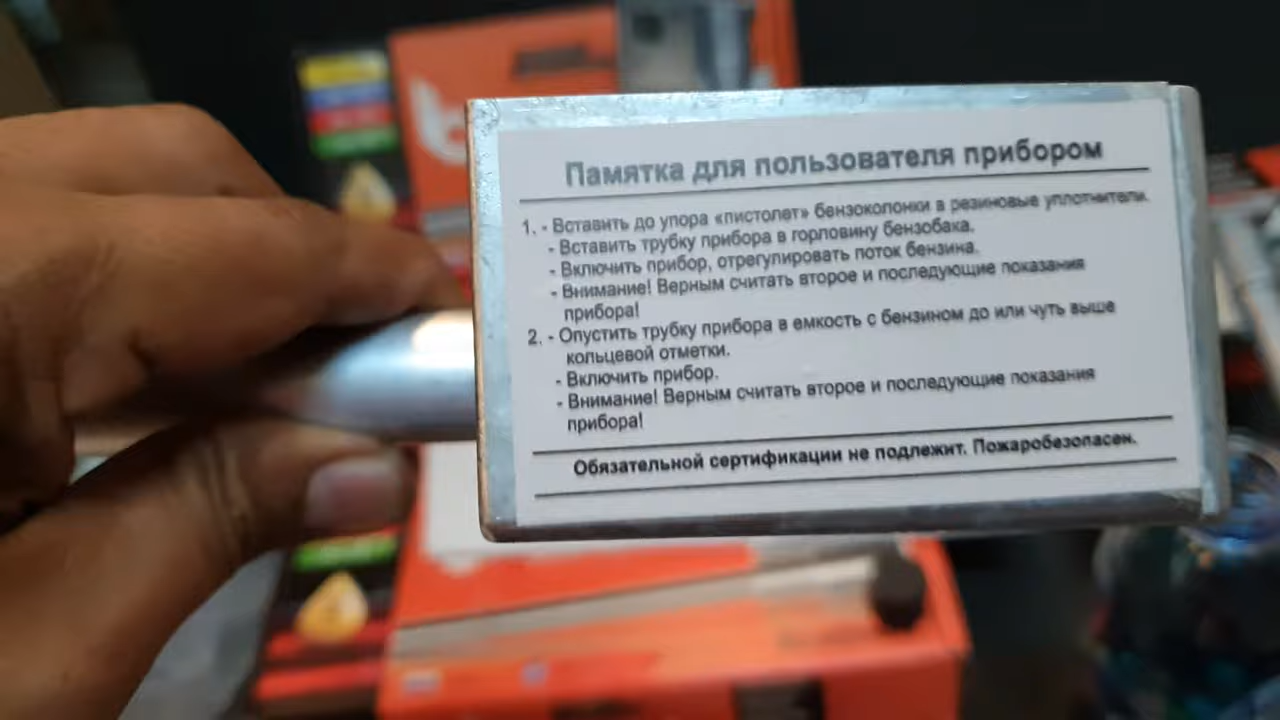 Памятка для пользователя прибором
1. - Вставить до упора «пистолет» бензоколонки в резиновые уплотнители.
- Вставить трубку прибора в горловину бензобака.
- Включить прибор, отрегулировать поток бензина.
- Внимание! Верным считать второе и последующие показания
прибора!
2. - Опустить трубку прибора в емкость с бензином до или чуть выше
кольцевой отметки.
- Включить прибор.
- Внимание! Верным считать второе и последующие показания
прибора!
Обязательной сертификации не подлежит. Пожаробезопасен.